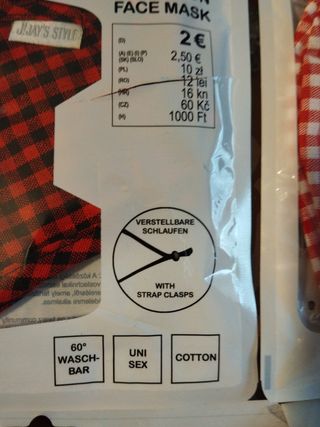 J!JAY'S STYLE
FACE MASK
(D) 2 €
(A) (E) (I) (P)
(SK) (SLO) 2,50 €
(PL) 10 zł
(RO) 12 lei
(HR) 16 kn
(CZ) 60 Kč
(H) 1000 Ft
VERSTELLBARE
SCHLAUFEN
WITH
STRAP CLASPS
60°
WASCH-
BAR
UNI
SEX
COTTON